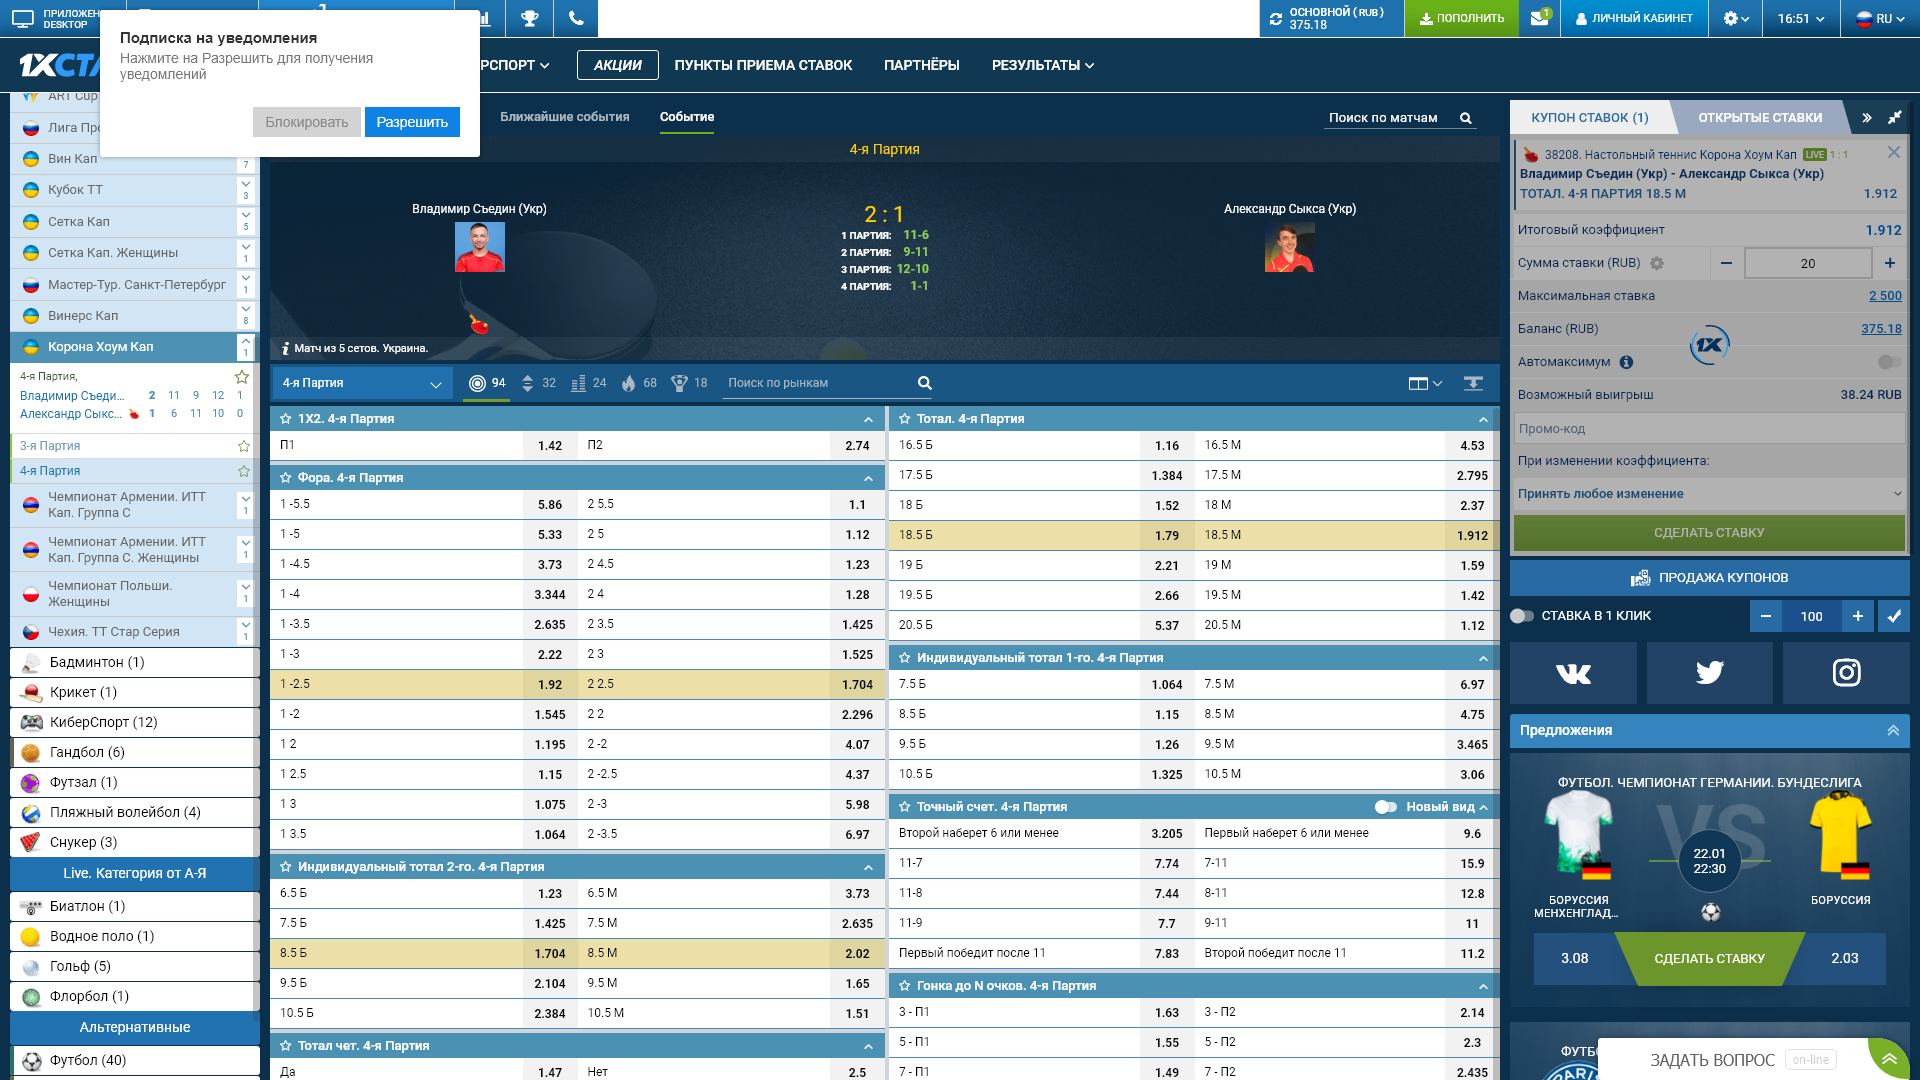 DESKTOP
ОСНОВНОЙ ( RUB )
375.18
ПОПОЛНИТЬ
1
ЛИЧНЫЙ КАБИНЕТ
16:51
RU
Подписка на уведомления
Нажмите на Разрешить для получения
уведомлений
Блокировать
Разрешить
АКЦИИ
ПУНКТЫ ПРИЕМА СТАВОК
ПАРТНЁРЫ
РЕЗУЛЬТАТЫ
Ближайшие события
Событие
Поиск по матчам
ART Cup
Вин Кап
7
Кубок ТТ
3
Сетка Кап
5
Сетка Кап. Женщины
1
Мастер-Тур. Санкт-Петербург
1
Винерс Кап
8
Корона Хоум Кап
1
4-я Партия,
Владимир Съеди... 2 11 9 12 1
Александр Сыкс... 1 6 11 10 0
3-я Партия
4-я Партия
Чемпионат Армении. ИТТ
Кап. Группа С
1
Чемпионат Армении. ИТТ
Кап. Группа С. Женщины
1
Чемпионат Польши.
Женщины
1
Чехия. ТТ Стар Серия
1
Бадминтон (1)
Крикет (1)
КиберСпорт (12)
Гандбол (6)
Футзал (1)
Пляжный волейбол (4)
Снукер (3)
Live. Категория от А-Я
Биатлон (1)
Водное поло (1)
Гольф (5)
Флорбол (1)
Альтернативные
Футбол (40)
4-я Партия
Владимир Съедин (Укр)
2 : 1
Александр Сыкса (Укр)
1 ПАРТИЯ: 11-6
2 ПАРТИЯ: 9-11
3 ПАРТИЯ: 12-10
4 ПАРТИЯ: 1-1
Матч из 5 сетов. Украина.
4-я Партия
94
32
24
68
18
Поиск по рынкам
1X2. 4-я Партия
П1 1.42 П2 2.74
Фора. 4-я Партия
1 -5.5 5.86 2 5.5 1.1
1 -5 5.33 2 5 1.12
1 -4.5 3.73 2 4.5 1.23
1 -4 3.344 2 4 1.28
1 -3.5 2.635 2 3.5 1.425
1 -3 2.22 2 3 1.525
1 -2.5 1.92 2 2.5 1.704
1 -2 1.545 2 2 2.296
1 2 1.195 2 -2 4.07
1 2.5 1.15 2 -2.5 4.37
1 3 1.075 2 -3 5.98
1 3.5 1.064 2 -3.5 6.97
Индивидуальный тотал 2-го. 4-я Партия
6.5 Б 1.23 6.5 М 3.73
7.5 Б 1.425 7.5 М 2.635
8.5 Б 1.704 8.5 М 2.02
9.5 Б 2.104 9.5 М 1.65
10.5 Б 2.384 10.5 М 1.51
Тотал чет. 4-я Партия
Да 1.47 Нет 2.5
Тотал. 4-я Партия
16.5 Б 1.16 16.5 М 4.53
17.5 Б 1.384 17.5 М 2.795
18 Б 1.52 18 М 2.37
18.5 Б 1.79 18.5 М 1.912
19 Б 2.21 19 М 1.59
19.5 Б 2.66 19.5 М 1.42
20.5 Б 5.37 20.5 М 1.12
Индивидуальный тотал 1-го. 4-я Партия
7.5 Б 1.064 7.5 М 6.97
8.5 Б 1.15 8.5 М 4.75
9.5 Б 1.26 9.5 М 3.465
10.5 Б 1.325 10.5 М 3.06
Точный счет. 4-я Партия
Новый вид
Второй наберет 6 или менее 3.205 Первый наберет 6 или менее 9.6
11-7 7.74 7-11 15.9
11-8 7.44 8-11 12.8
11-9 7.7 9-11 11
Первый победит после 11 7.83 Второй победит после 11 11.2
Гонка до N очков. 4-я Партия
3 - П1 1.63 3 - П2 2.14
5 - П1 1.55 5 - П2 2.3
7 - П1 1.49 7 - П2 2.435
КУПОН СТАВОК (1)
ОТКРЫТЫЕ СТАВКИ
38208. Настольный теннис Корона Хоум Кап LIVE 1 : 1
Владимир Съедин (Укр) - Александр Сыкса (Укр)
ТОТАЛ. 4-Я ПАРТИЯ 18.5 М 1.912
Итоговый коэффициент 1.912
Сумма ставки (RUB) 20
Максимальная ставка 2 500
Баланс (RUB) 375.18
1X
Автомаксимум
Возможный выигрыш 38.24 RUB
Промо-код
При изменении коэффициента:
Принять любое изменение
СДЕЛАТЬ СТАВКУ
ПРОДАЖА КУПОНОВ
СТАВКА В 1 КЛИК
100
Предложения
ФУТБОЛ. ЧЕМПИОНАТ ГЕРМАНИИ. БУНДЕСЛИГА
VS
22.01
22:30
БОРУССИЯ
МЕНХЕНГЛАД...
БОРУССИЯ
3.08
СДЕЛАТЬ СТАВКУ
2.03
ЗАДАТЬ ВОПРОС
on-line